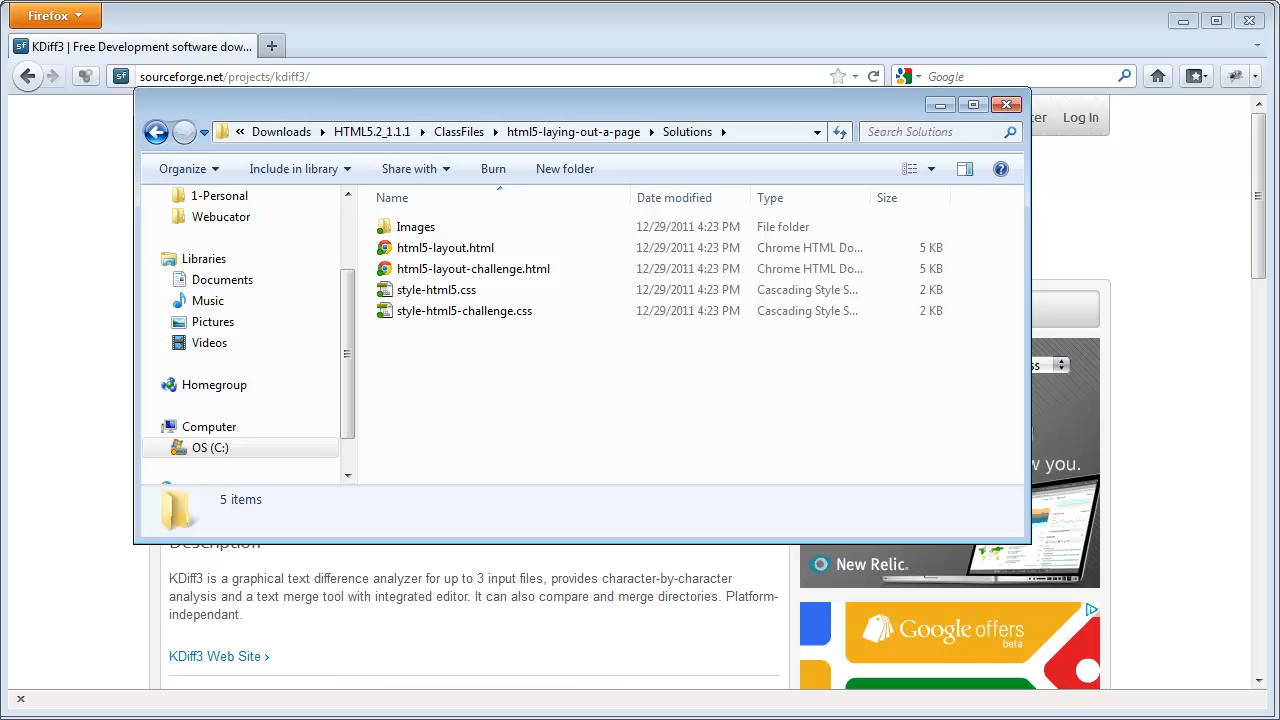 Firefox
KDiff3 | Free Development software dow...
sf sourceforge.net/projects/kdiff3/
Google
Log In
« Downloads HTML5.2_1.1.1 ClassFiles html5-laying-out-a-page Solutions
Search Solutions
Organize Include in library Share with Burn New folder
1-Personal
Webucator
Libraries
Documents
Music
Pictures
Videos
Homegroup
Computer
OS (C:)
Name Date modified Type Size
Images 12/29/2011 4:23 PM File folder
html5-layout.html 12/29/2011 4:23 PM Chrome HTML Do... 5 KB
html5-layout-challenge.html 12/29/2011 4:23 PM Chrome HTML Do... 5 KB
style-html5.css 12/29/2011 4:23 PM Cascading Style S... 2 KB
style-html5-challenge.css 12/29/2011 4:23 PM Cascading Style S... 2 KB
5 items
w you.
New Relic.
Description
KDiff3 is a graphical text difference analyzer for up to 3 input files, provides character-by-character
analysis and a text merge tool with integrated editor. It can also compare and merge directories. Platform-
independant.
KDiff3 Web Site ›
Google offers
beta